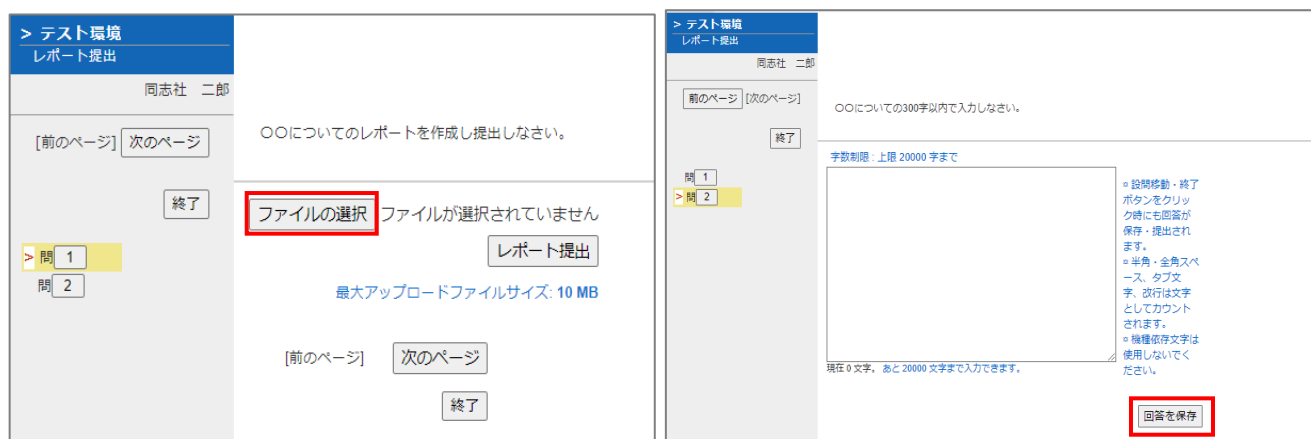 > テスト環境
レポート提出
同志社 二郎
[前のページ] 次のページ
終了
> 問 1
問 2
〇〇についてのレポートを作成し提出しなさい。
ファイルの選択 ファイルが選択されていません
レポート提出
最大アップロードファイルサイズ: 10 MB
[前のページ] 次のページ
終了
> テスト環境
レポート提出
同志社 二郎
前のページ [次のページ]
終了
問 1
> 問 2
〇〇についての300字以内で入力しなさい。
字数制限 : 上限 20000 字まで
¤ 設問移動・終了
ボタンをクリッ
ク時にも回答が
保存・提出され
ます。
¤ 半角・全角スペ
ース、タブ文
字、改行は文字
としてカウント
されます。
¤ 機種依存文字は
使用しないでく
ださい。
現在 0 文字。 あと 20000 文字まで入力できます。
回答を保存